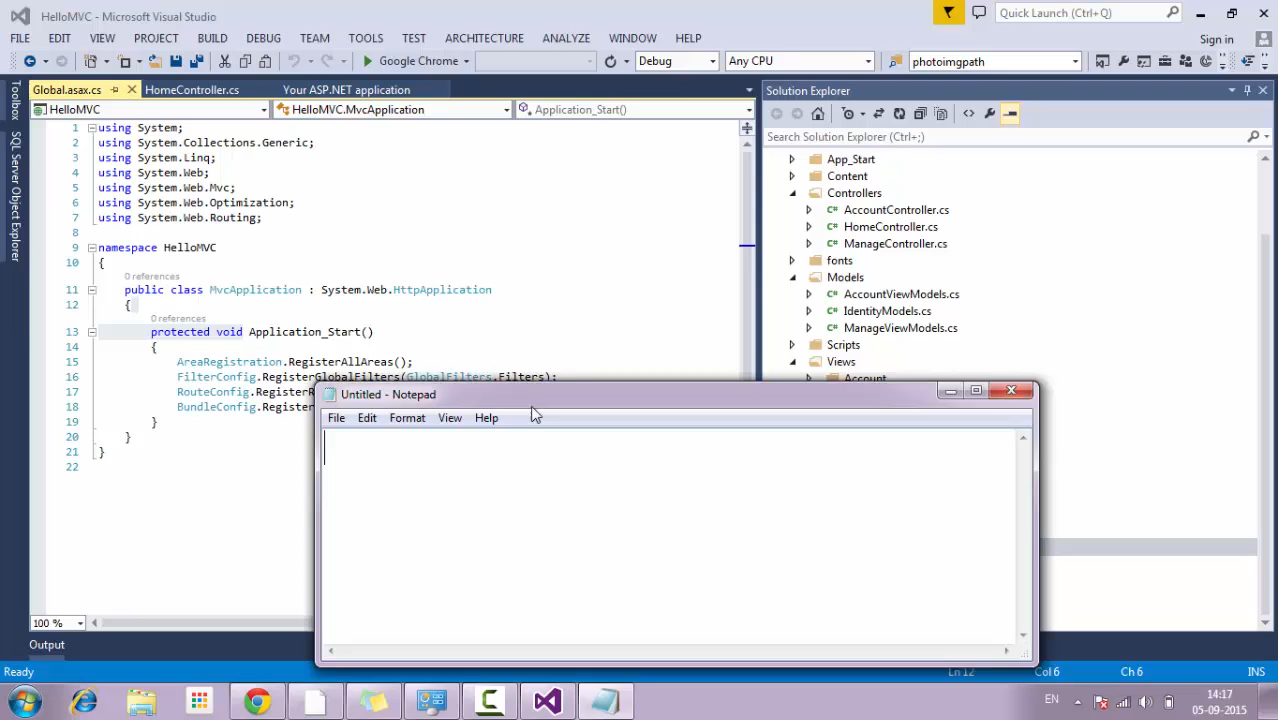 HelloMVC - Microsoft Visual Studio
Quick Launch (Ctrl+Q)
FILE EDIT VIEW PROJECT BUILD DEBUG TEAM TOOLS TEST ARCHITECTURE ANALYZE WINDOW HELP
Sign in
Google Chrome
Debug
Any CPU
photoimgpath
Toolbox
SQL Server Object Explorer
Global.asax.cs
HomeController.cs
Your ASP.NET application
HelloMVC
HelloMVC.MvcApplication
Application_Start()
1 using System;
2 using System.Collections.Generic;
3 using System.Linq;
4 using System.Web;
5 using System.Web.Mvc;
6 using System.Web.Optimization;
7 using System.Web.Routing;
8
9 namespace HelloMVC
10 {
0 references
11 public class MvcApplication : System.Web.HttpApplication
12 {
0 references
13 protected void Application_Start()
14 {
15 AreaRegistration.RegisterAllAreas();
16 FilterConfig.RegisterGlobalFilters(GlobalFilters.Filters);
17 RouteConfig.RegisterR
18 BundleConfig.Register
19 }
20 }
21 }
22
100 %
Output
Solution Explorer
Search Solution Explorer (Ctrl+;)
App_Start
Content
Controllers
C# AccountController.cs
C# HomeController.cs
C# ManageController.cs
fonts
Models
C# AccountViewModels.cs
C# IdentityModels.cs
C# ManageViewModels.cs
Scripts
Views
Account
Untitled - Notepad
File Edit Format View Help
Ready
Ln 12
Col 6
Ch 6
INS
EN
14:17
05-09-2015